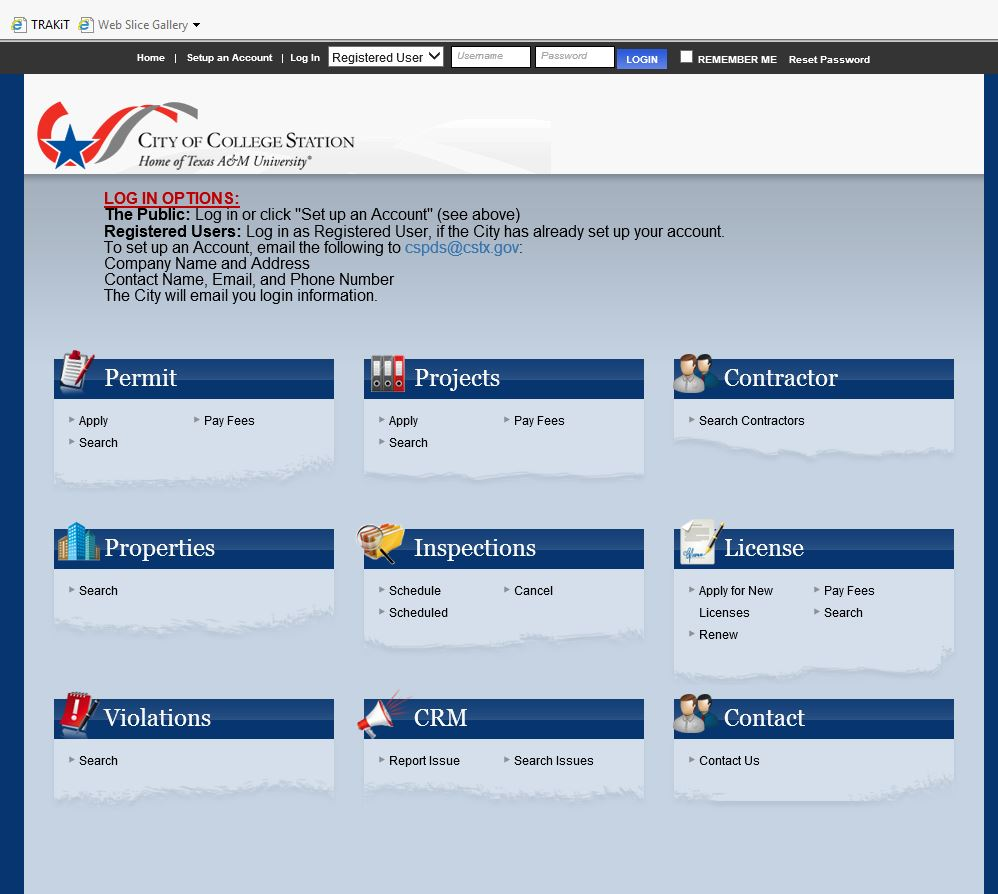 TRAKiT Web Slice Gallery
Home | Setup an Account | Log In Registered User Username Password LOGIN REMEMBER ME Reset Password
CITY OF COLLEGE STATION
Home of Texas A&M University®
LOG IN OPTIONS:
The Public: Log in or click "Set up an Account" (see above)
Registered Users: Log in as Registered User, if the City has already set up your account.
To set up an Account, email the following to cspds@cstx.gov:
Company Name and Address
Contact Name, Email, and Phone Number
The City will email you login information.
Permit
Apply Pay Fees
Search
Projects
Apply Pay Fees
Search
Contractor
Search Contractors
Properties
Search
Inspections
Schedule Cancel
Scheduled
License
Apply for New Pay Fees
Licenses Search
Renew
Violations
Search
CRM
Report Issue Search Issues
Contact
Contact Us